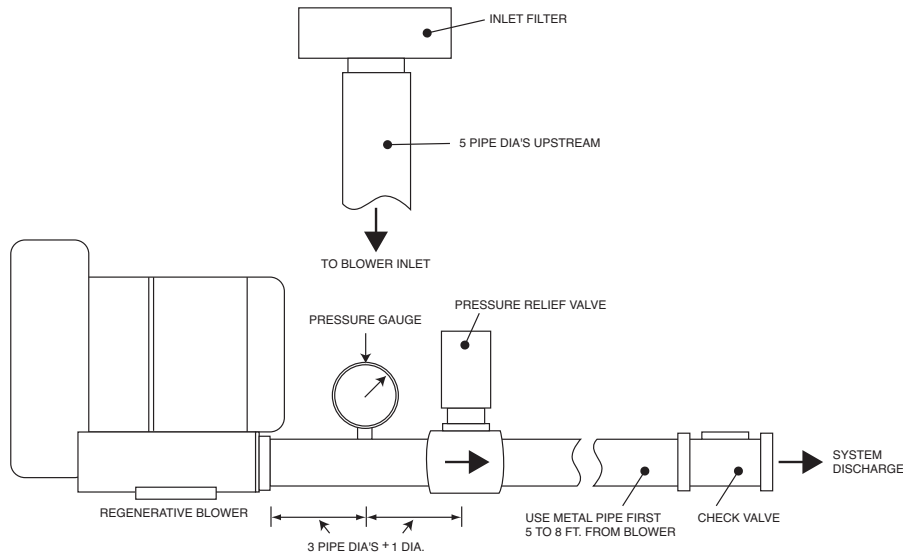 INLET FILTER
5 PIPE DIA'S UPSTREAM
TO BLOWER INLET
PRESSURE RELIEF VALVE
PRESSURE GAUGE
SYSTEM
DISCHARGE
REGENERATIVE BLOWER
USE METAL PIPE FIRST
5 TO 8 FT. FROM BLOWER
CHECK VALVE
3 PIPE DIA'S + 1 DIA.